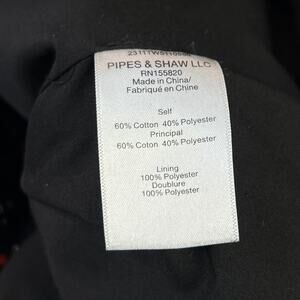 PIPES & SHAW LLC
RN155820
Made in China/
Fabriqué en Chine
Self
60% Cotton 40% Polyester
Principal
60% Cotton 40% Polyester
Lining
100% Polyester
Doublure
100% Polyester